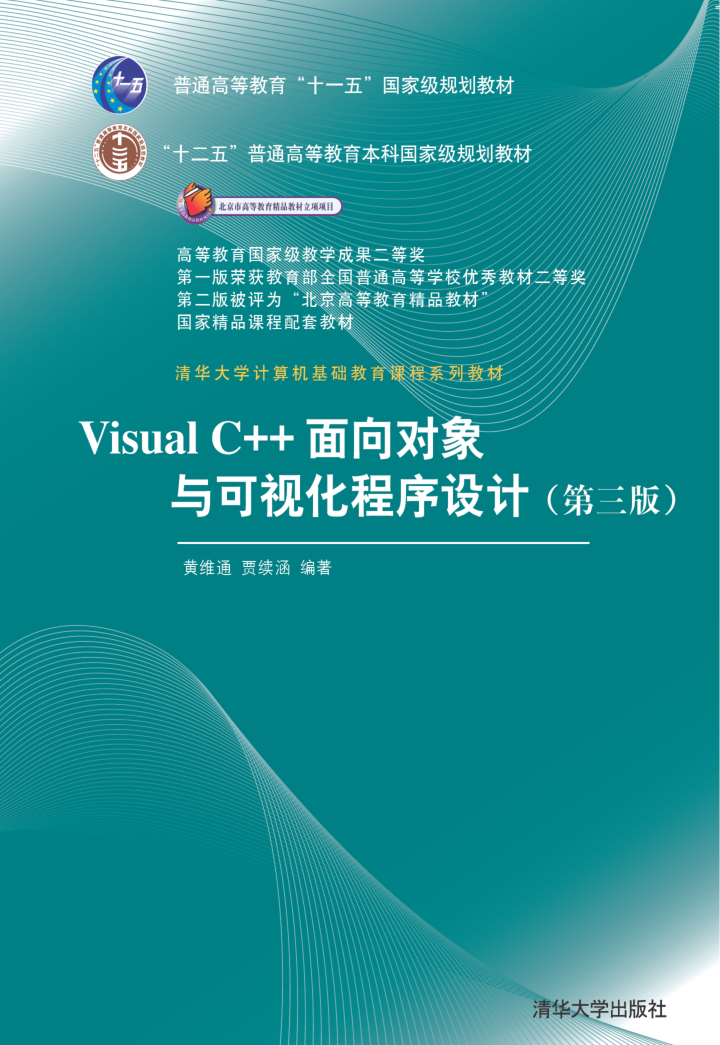 十一五
普通高等教育“十一五”国家级规划教材
十二五
“十二五”普通高等教育本科国家级规划教材
北京市高等教育精品教材立项项目
高等教育国家级教学成果二等奖
第一版荣获教育部全国普通高等学校优秀教材二等奖
第二版被评为“北京高等教育精品教材”
国家精品课程配套教材
清华大学计算机基础教育课程系列教材
Visual C++ 面向对象
与可视化程序设计（第三版）
黄维通 贾续涵 编著
清华大学出版社